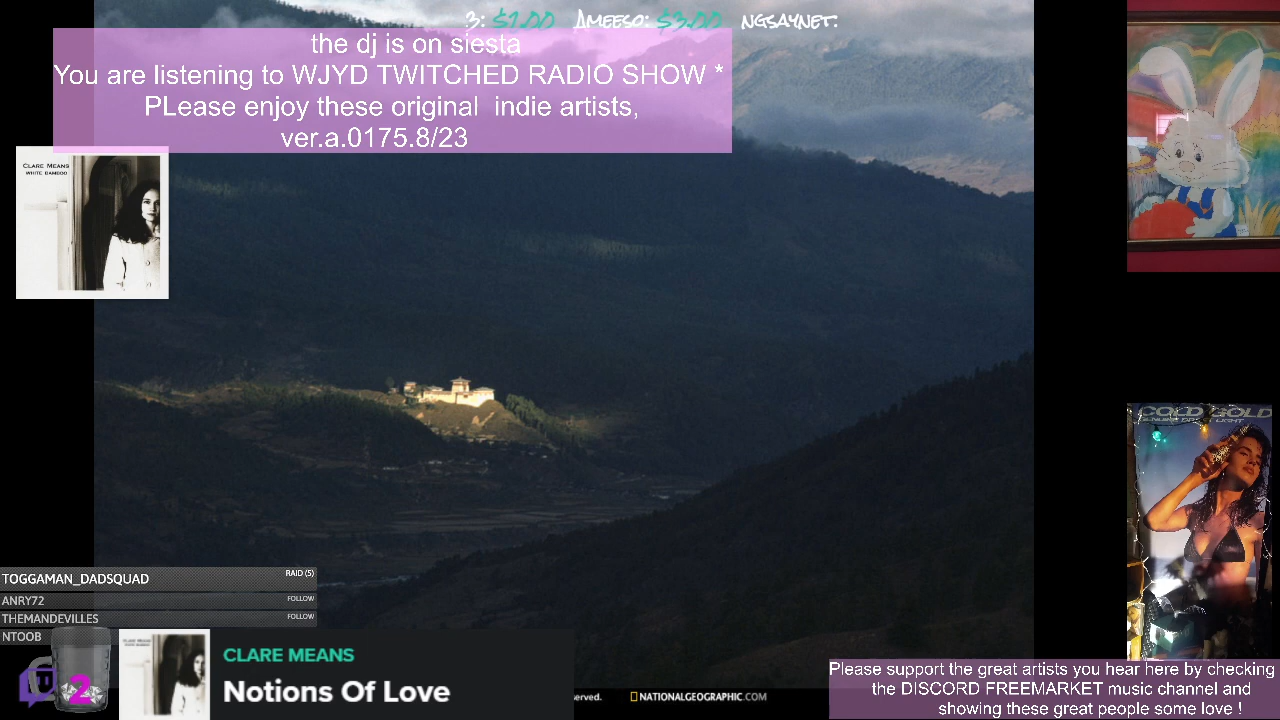 3: $1.00 Ameeso: $3.00 ngsaynet:
the dj is on siesta
You are listening to WJYD TWITCHED RADIO SHOW *
PLease enjoy these original indie artists,
ver.a.0175.8/23
CLARE MEANS
WHITE BAMBOO
COLD GOLD
TOGGAMAN_DADSQUAD RAID (5)
ANRY72 FOLLOW
THEMANDEVILLES FOLLOW
NTOOB
2
CLARE MEANS
Notions Of Love
served.
NATIONALGEOGRAPHIC.COM
Please support the great artists you hear here by checking
the DISCORD FREEMARKET music channel and
showing these great people some love !